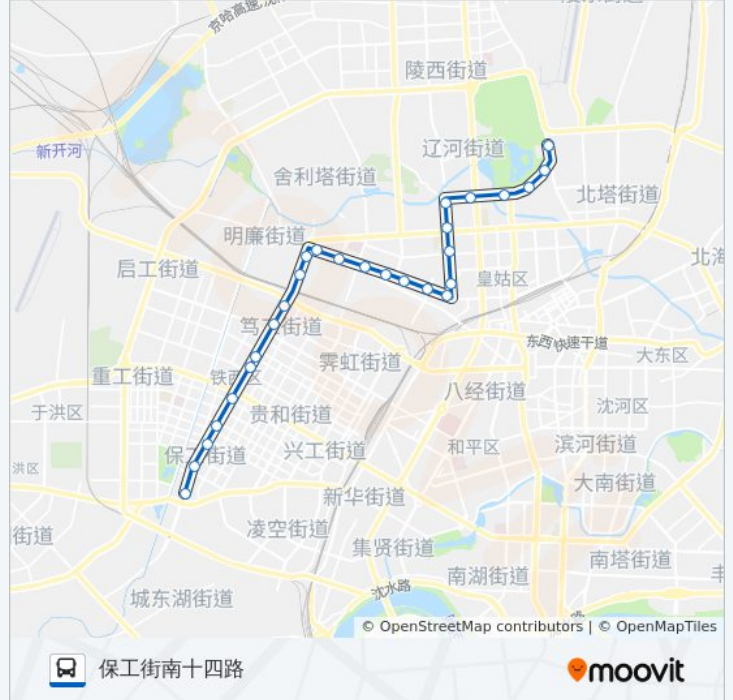 京哈高速
陵西街道
新开河
辽河街道
舍利塔街道
北塔街道
明廉街道
启工街道
皇姑区
笃工街道
东西快速干道
霁虹街道
大东区
重工街道
铁西区
八经街道
于洪区
贵和街道
沈河区
保工街道
兴工街道
和平区
滨河街道
洪区
大南街道
新华街道
凌空街道
街道
集贤街道
南塔街道
南湖街道
沈水路
城东湖街道
© OpenStreetMap contributors | © OpenMapTiles
保工街南十四路
moovit